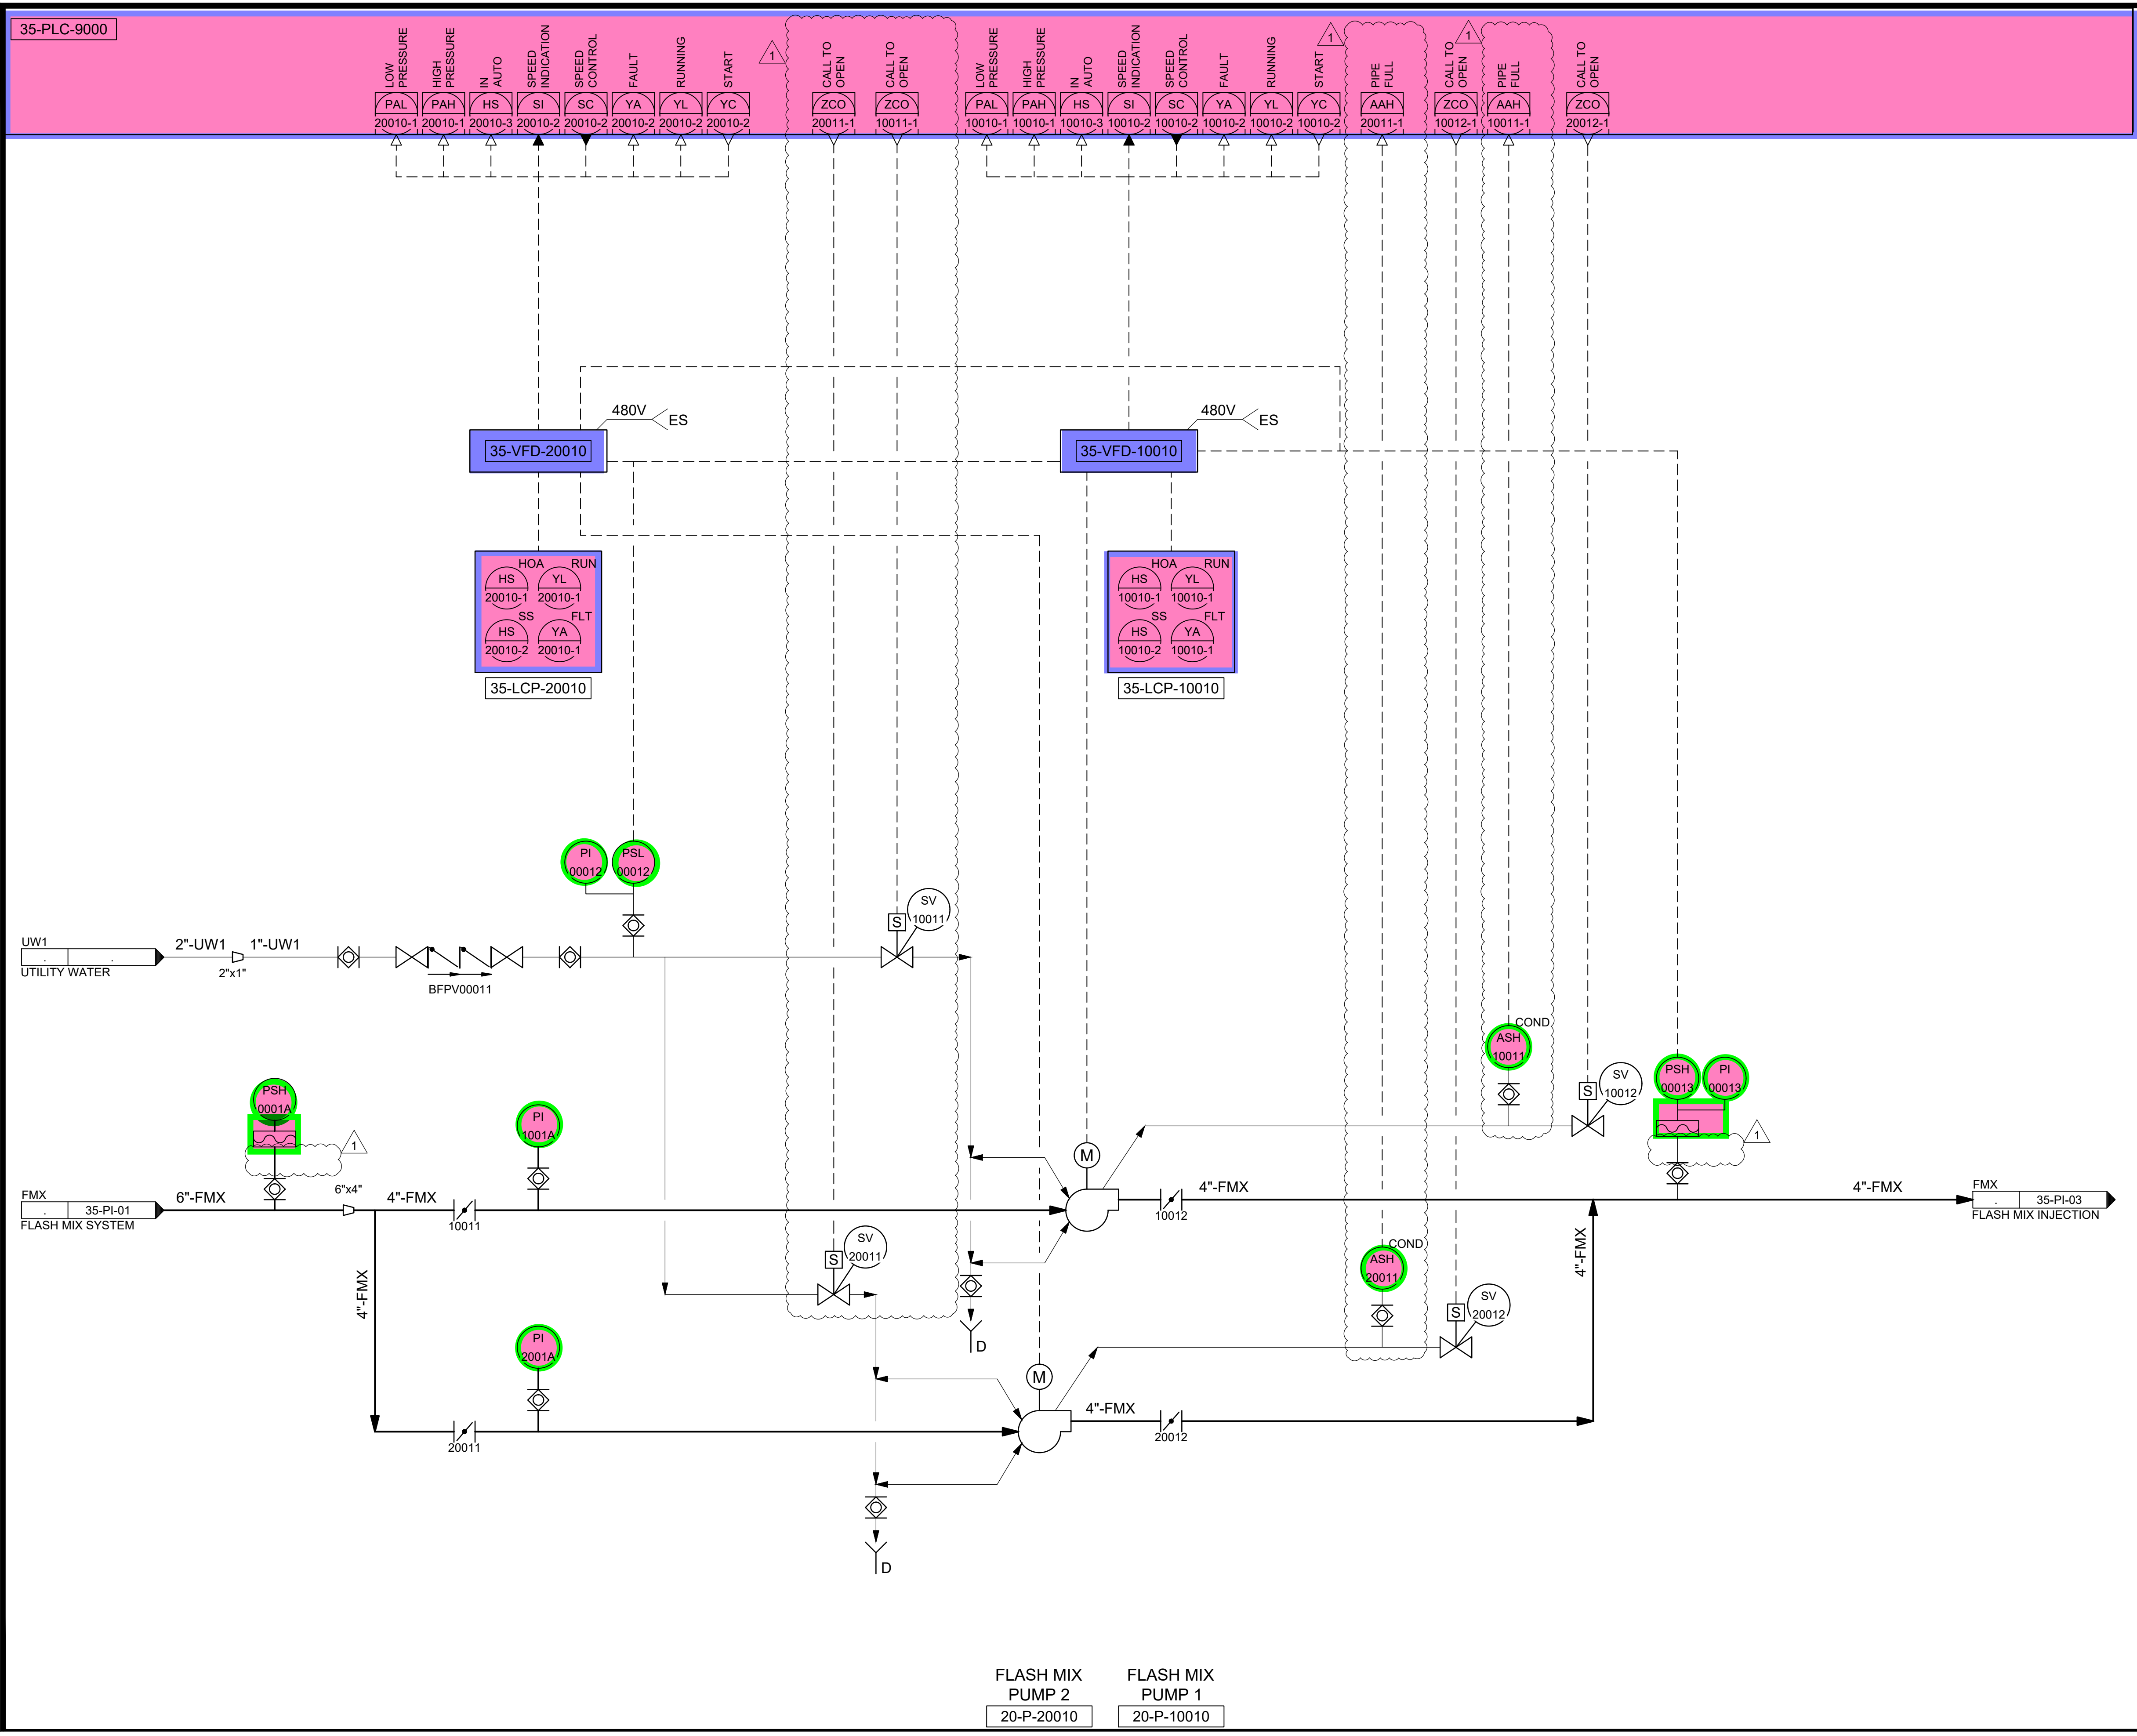 35-PLC-9000
LOW PRESSURE
HIGH PRESSURE
IN AUTO
SPEED INDICATION
SPEED CONTROL
FAULT
RUNNING
START
1
CALL TO OPEN
CALL TO OPEN
LOW PRESSURE
HIGH PRESSURE
IN AUTO
SPEED INDICATION
SPEED CONTROL
FAULT
RUNNING
START
1
PIPE FULL
CALL TO OPEN
1
PIPE FULL
CALL TO OPEN
PAL PAH HS SI SC YA YL YC ZCO ZCO PAL PAH HS SI SC YA YL YC AAH ZCO AAH ZCO
20010-1 20010-1 20010-3 20010-2 20010-2 20010-2 20010-2 20010-2 20011-1 10011-1 10010-1 10010-1 10010-3 10010-2 10010-2 10010-2 10010-2 10010-2 20011-1 10012-1 10011-1 20012-1
480V
ES
480V
ES
35-VFD-20010
35-VFD-10010
HOA RUN
HS YL
20010-1 20010-1
SS FLT
HS YA
20010-2 20010-1
35-LCP-20010
HOA RUN
HS YL
10010-1 10010-1
SS FLT
HS YA
10010-2 10010-1
35-LCP-10010
PI
00012
PSL
00012
SV
10011
S
UW1
. .
UTILITY WATER
2"-UW1
1"-UW1
2"x1"
BFPV00011
COND
ASH
10011
SV
10012
S
PSH
00013
PI
00013
1
PSH
0001A
1
PI
1001A
M
FMX
. 35-PI-01
FLASH MIX SYSTEM
6"-FMX
6"x4"
4"-FMX
10011
4"-FMX
10012
4"-FMX
FMX
. 35-PI-03
FLASH MIX INJECTION
SV
20011
S
COND
ASH
20011
SV
20012
S
4"-FMX
4"-FMX
D
PI
2001A
M
20011
4"-FMX
20012
D
FLASH MIX
PUMP 2
20-P-20010
FLASH MIX
PUMP 1
20-P-10010